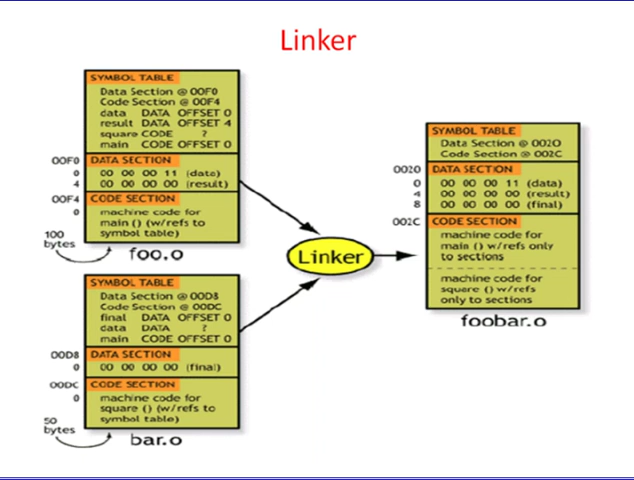 Linker
SYMBOL TABLE
Data Section @ 00F0
Code Section @ 00F4
data DATA OFFSET 0
result DATA OFFSET 4
square CODE ?
main CODE OFFSET 0
00F0 DATA SECTION
0 00 00 00 11 (data)
4 00 00 00 00 (result)
00F4 CODE SECTION
0 machine code for
main () (w/refs to
symbol table)
100
bytes
foo.o
SYMBOL TABLE
Data Section @ 00D8
Code Section @ 00DC
final DATA OFFSET 0
data DATA ?
main CODE OFFSET 0
00D8 DATA SECTION
0 00 00 00 00 (final)
00DC CODE SECTION
0 machine code for
square () (w/refs to
symbol table)
50
bytes
bar.o
Linker
SYMBOL TABLE
Data Section @ 0020
Code Section @ 002C
0020 DATA SECTION
0 00 00 00 11 (data)
4 00 00 00 00 (result)
8 00 00 00 00 (final)
002C CODE SECTION
machine code for
main () w/refs only
to sections
machine code for
square () w/refs
only to sections
foobar.o